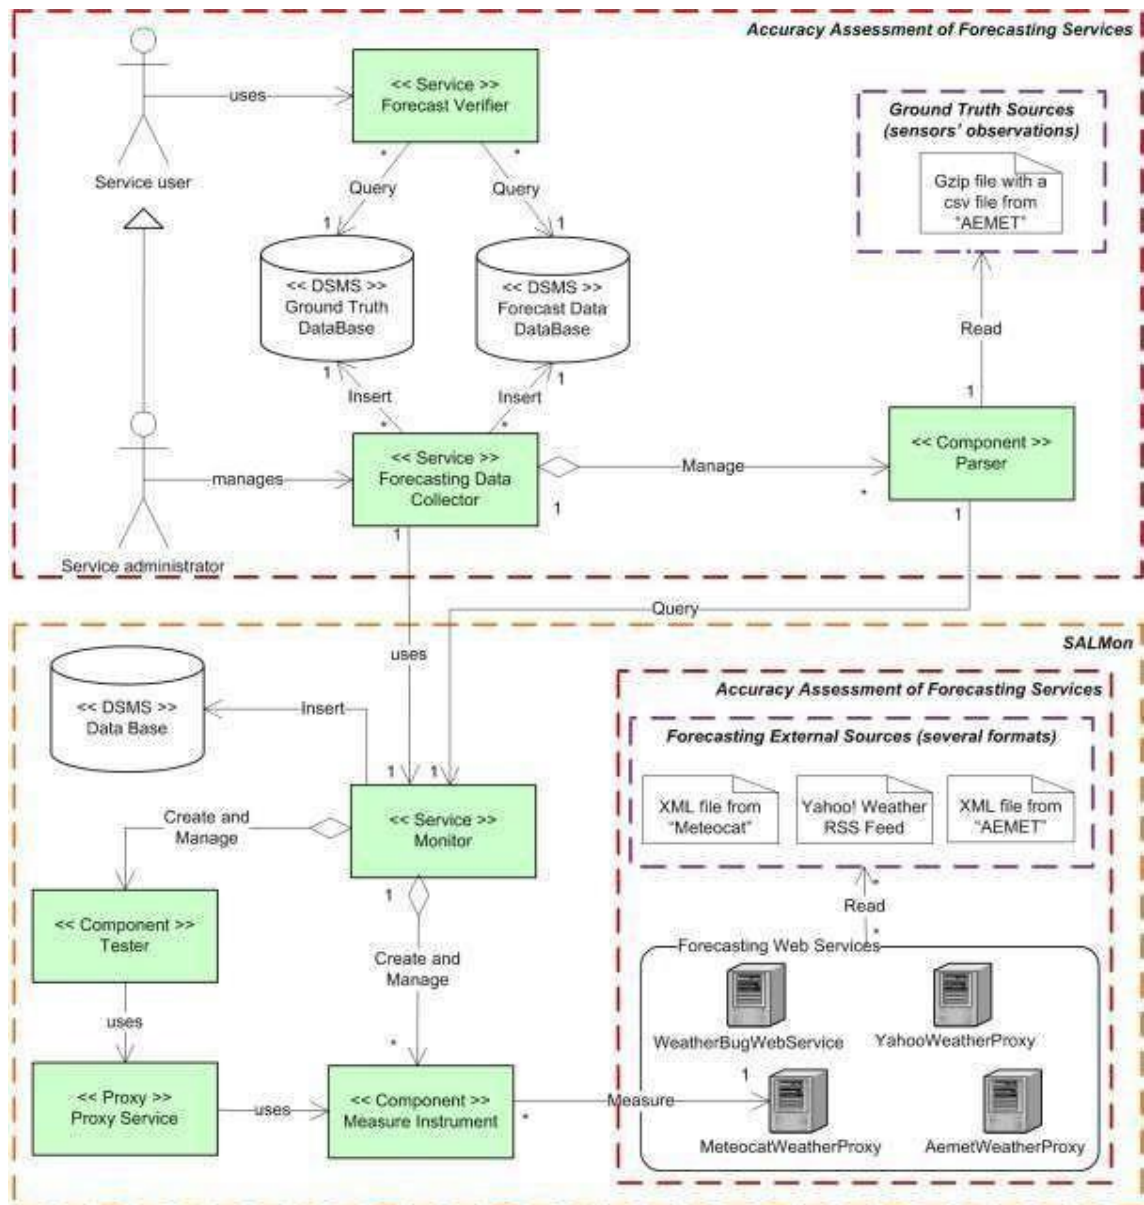 Accuracy Assessment of Forecasting Services
<< Service >>
Forecast Verifier
uses
Service user
Ground Truth Sources
(sensors' observations)
Gzip file with a
csv file from
"AEMET"
*
*
Query
Query
1
1
<< DSMS >>
Ground Truth
DataBase
<< DSMS >>
Forecast Data
DataBase
Read
1
1
1
Insert
Insert
*
*
<< Service >>
Forecasting Data
Collector
manages
Manage
1
*
<< Component >>
Parser
1
1
Service administrator
Query
uses
SALMon
<< DSMS >>
Data Base
Insert
1
1
<< Service >>
Monitor
Create and
Manage
1
Accuracy Assessment of Forecasting Services
Forecasting External Sources (several formats)
XML file from
"Meteocat"
Yahoo! Weather
RSS Feed
XML file from
"AEMET"
*
Read
*
<< Component >>
Tester
Create and
Manage
*
uses
Forecasting Web Services
WeatherBugWebService
YahooWeatherProxy
<< Proxy >>
Proxy Service
uses
<< Component >>
Measure Instrument
*
Measure
1
MeteocatWeatherProxy
AemetWeatherProxy